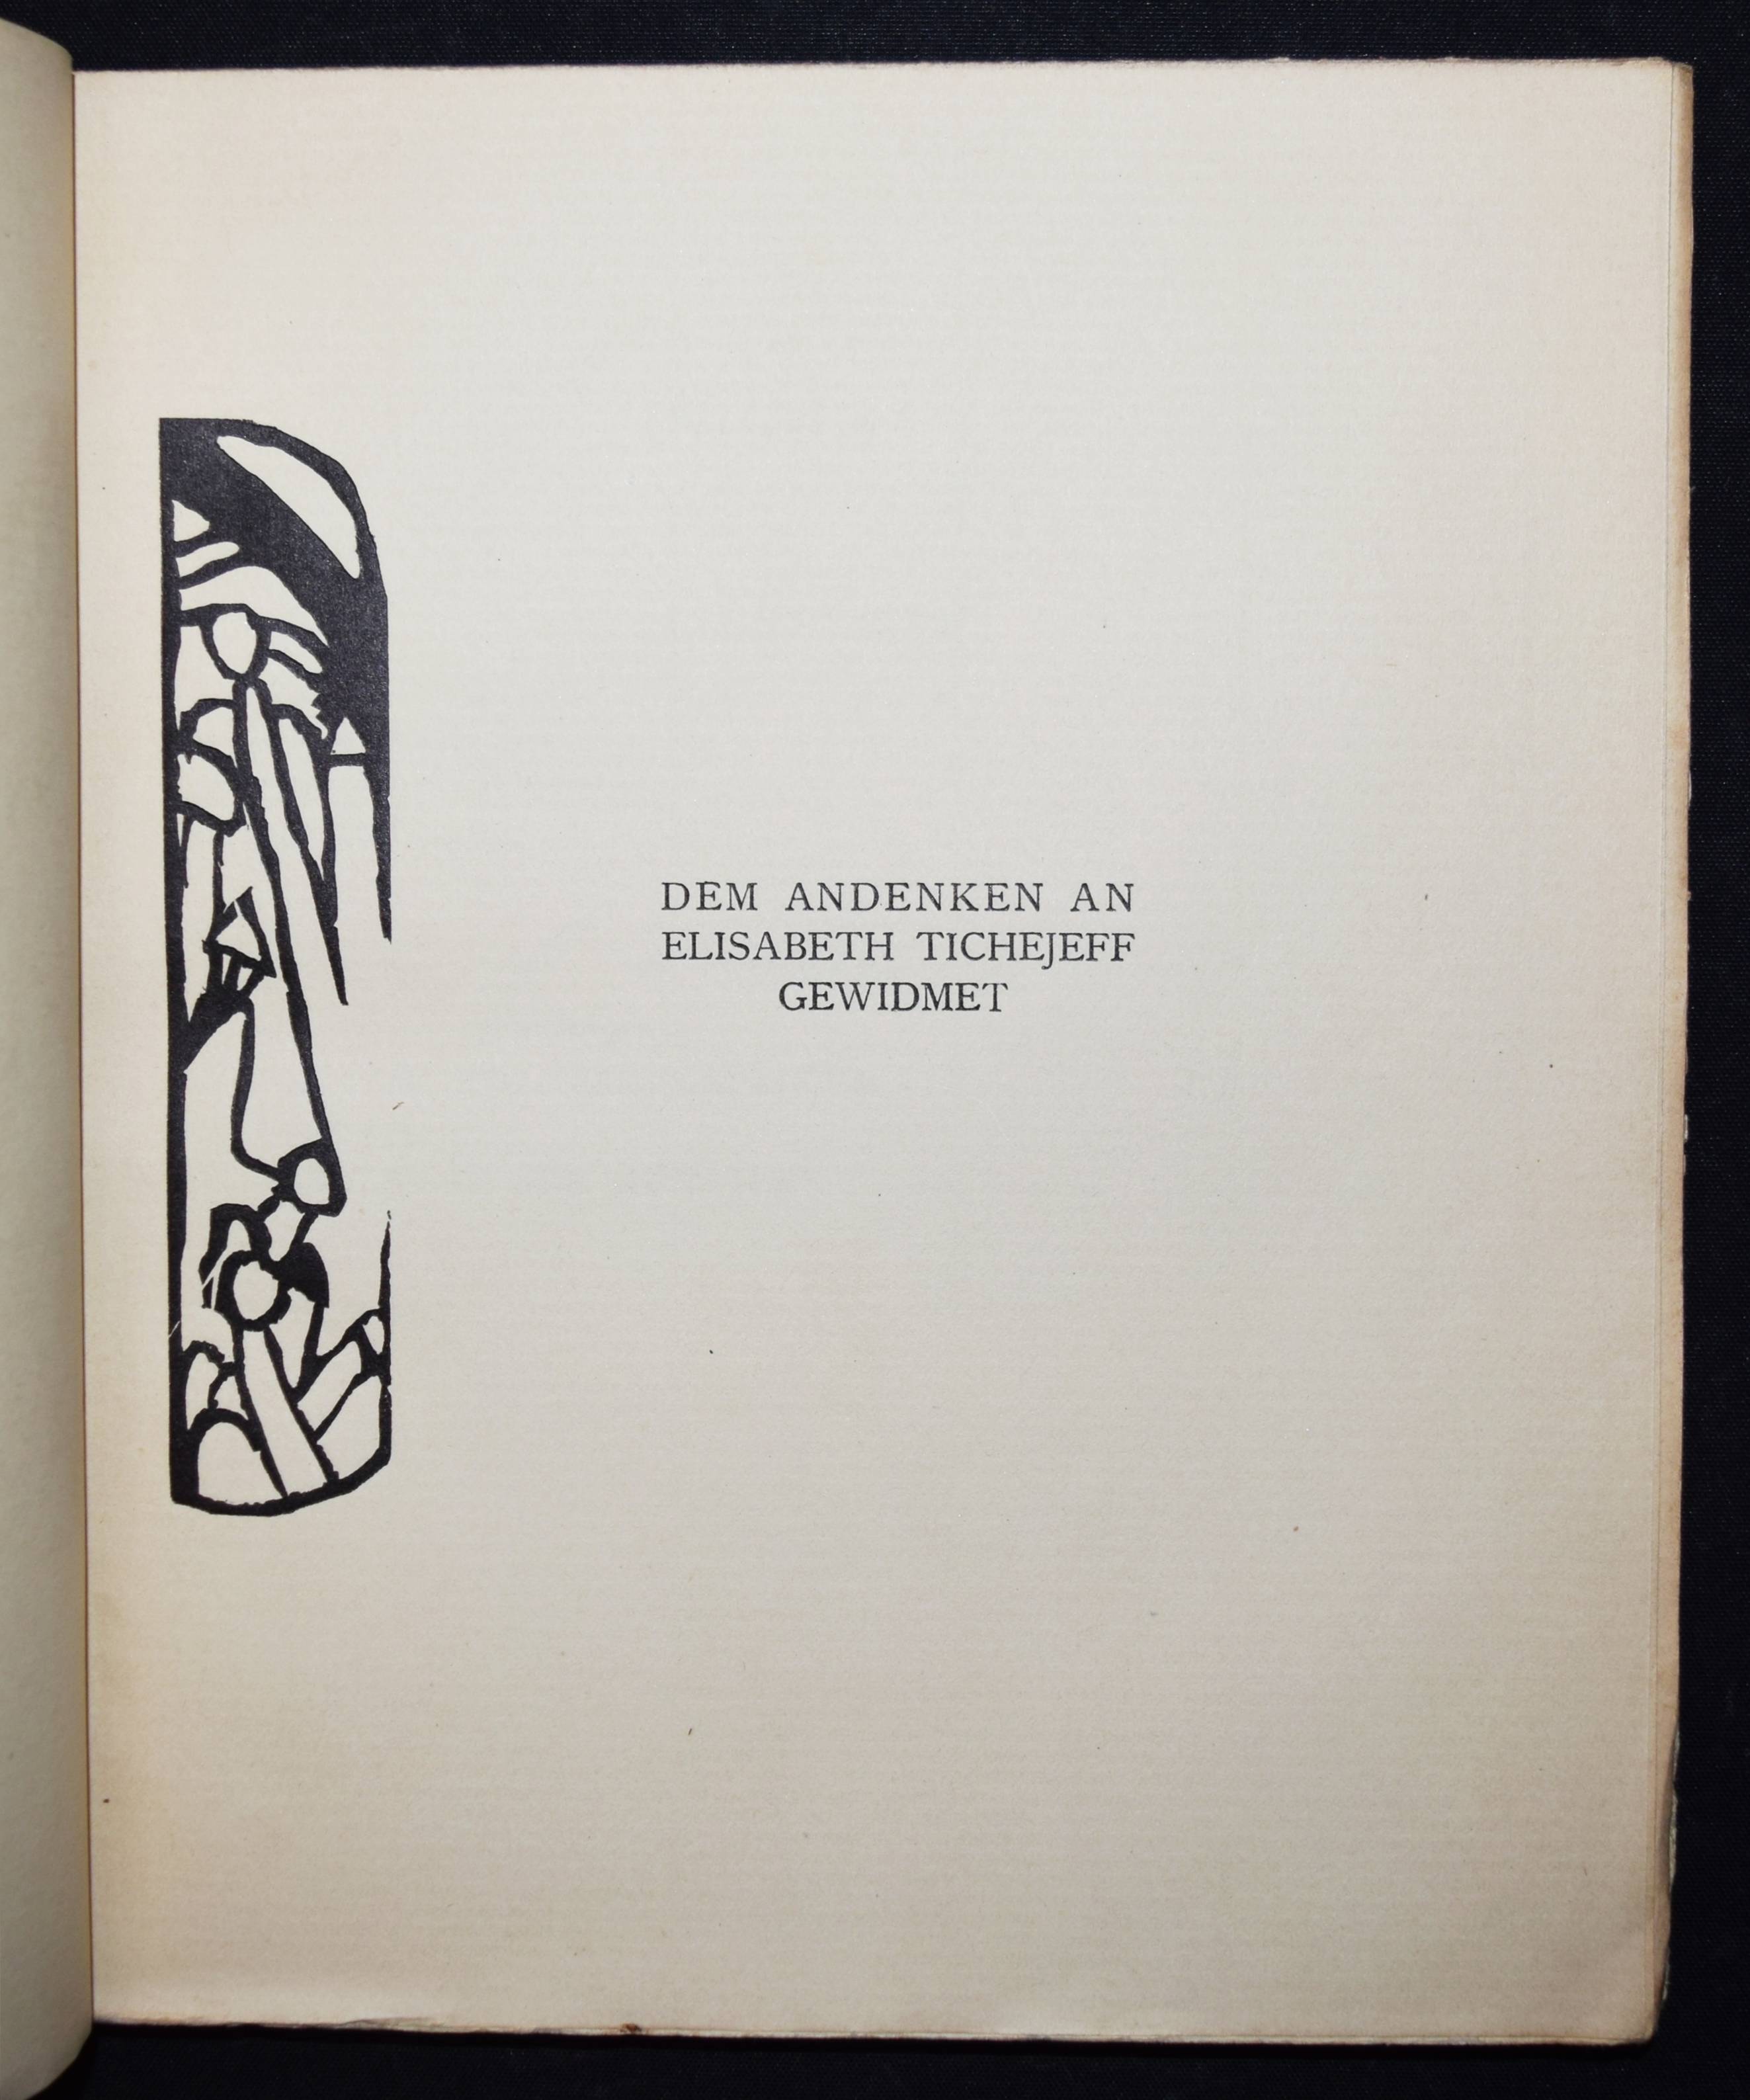 DEM ANDENKEN AN
ELISABETH TICHEJEFF
GEWIDMET